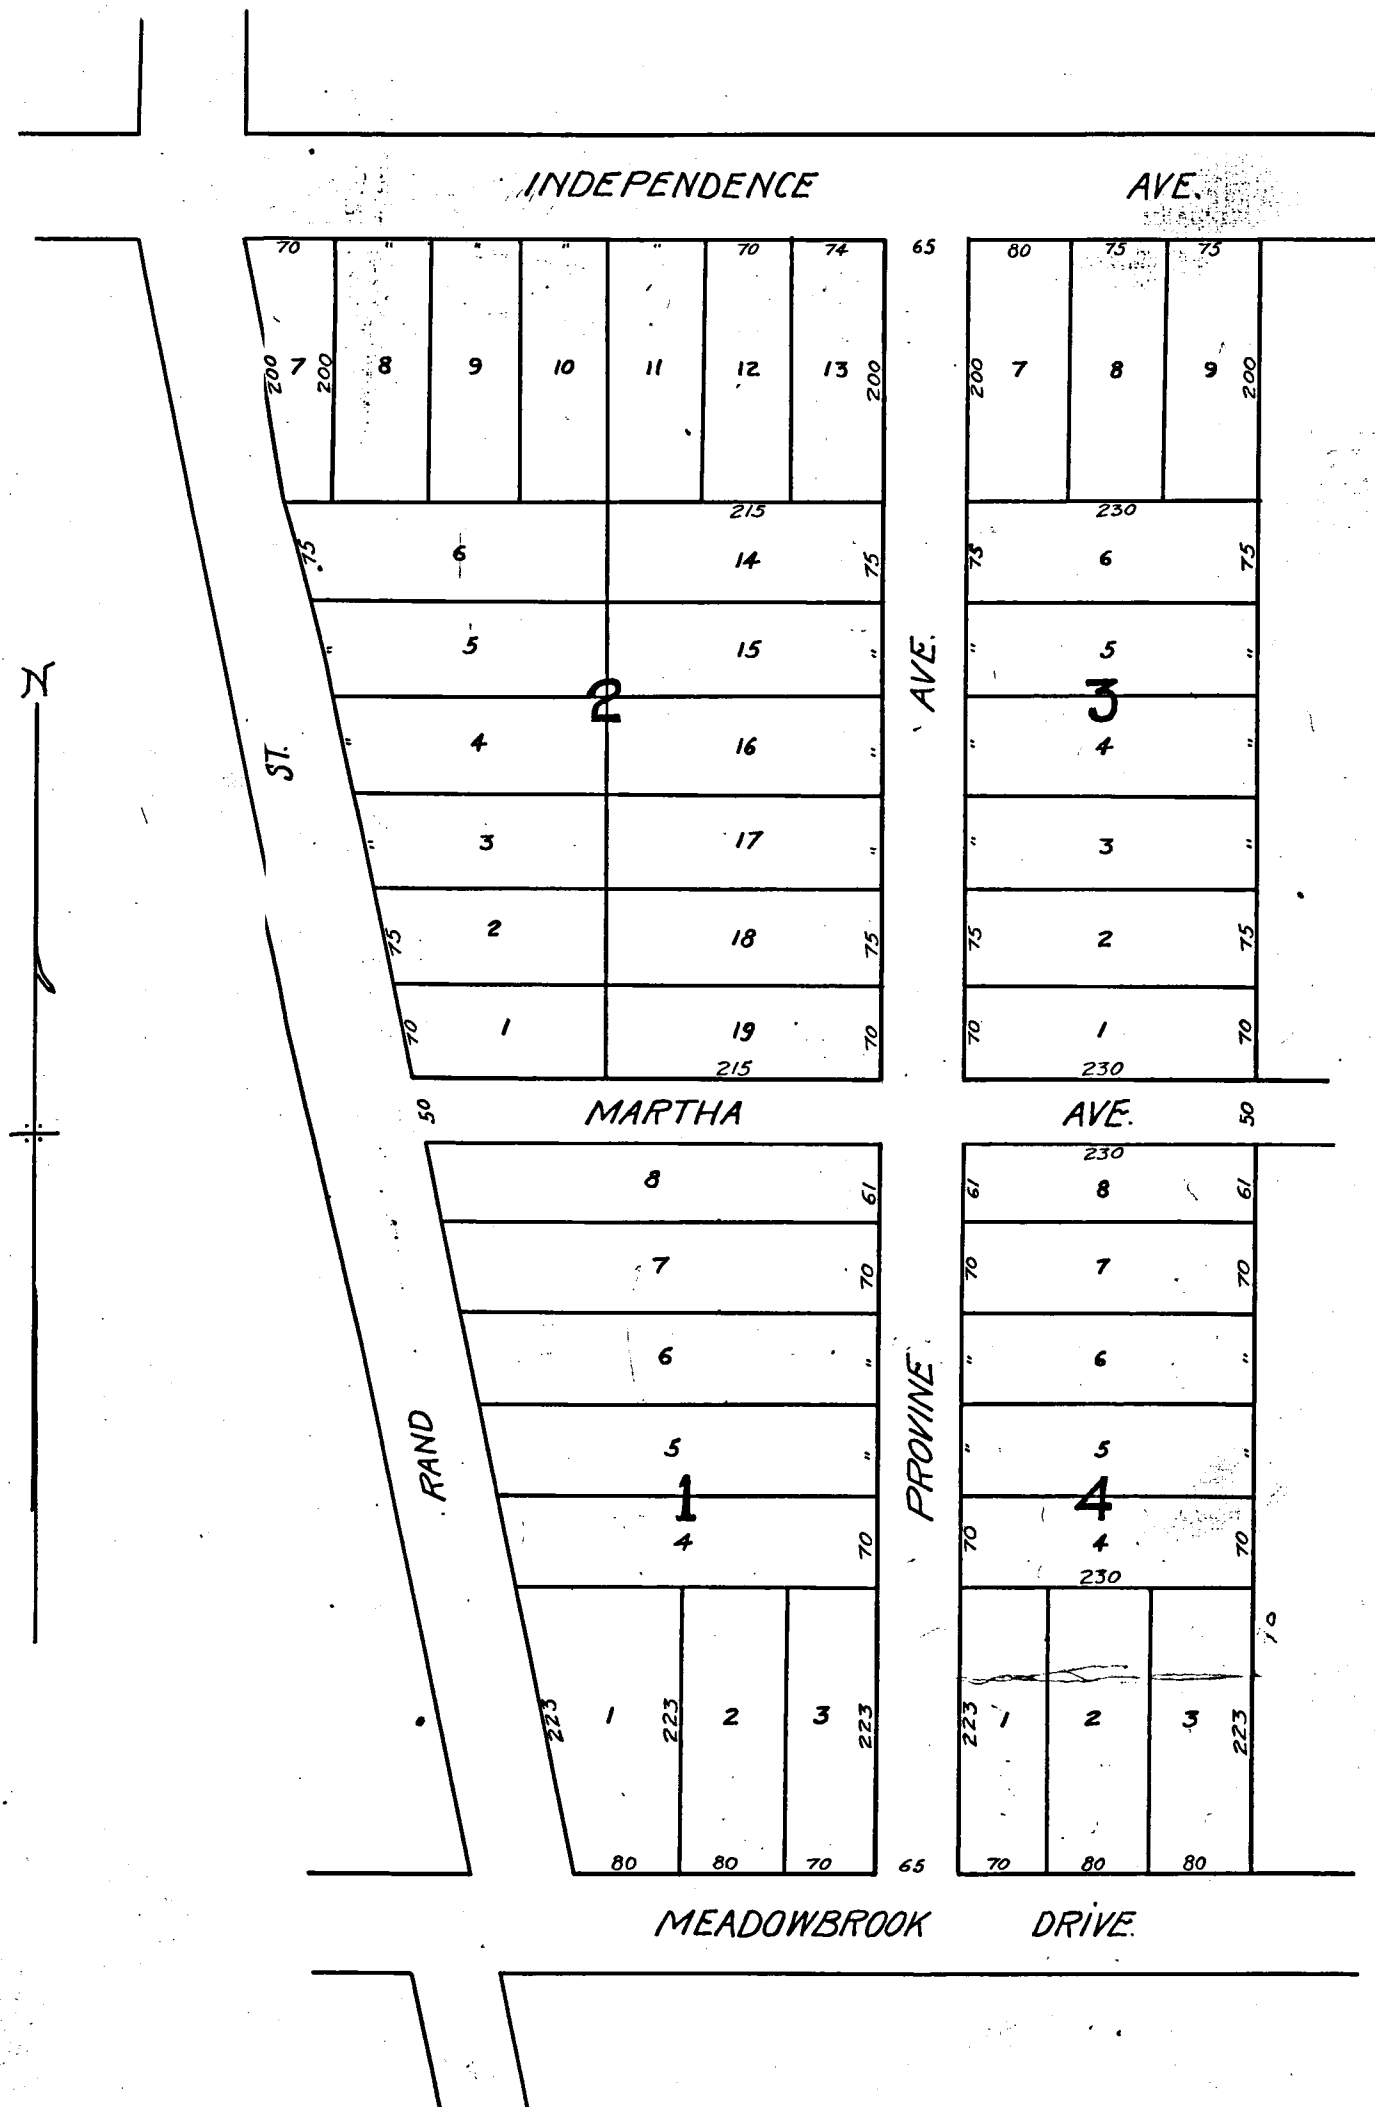 INDEPENDENCE AVE.
70 " " " " 70 74 65 80 75 75
200 7 200 8 9 10 11 12 13 200 200 7 8 9 200
215 230
75 6 14 75 75 6 75
" 5 15 " " 5 "
2 AVE. 3
ST. " 4 16 " " 4 "
" 3 17 " " 3 "
75 2 18 75 75 2 75
70 1 19 70 70 1 70
215 230
50 MARTHA AVE. 50
230
8 61 61 8 61
7 70 70 7 70
6 " " 6 "
RAND PROVINE
5 " " 5 "
1 4
4 70 70 4 70
230
10
223 1 223 2 3 223 223 1 2 3 223
80 80 70 65 70 80 80
MEADOWBROOK DRIVE.
N